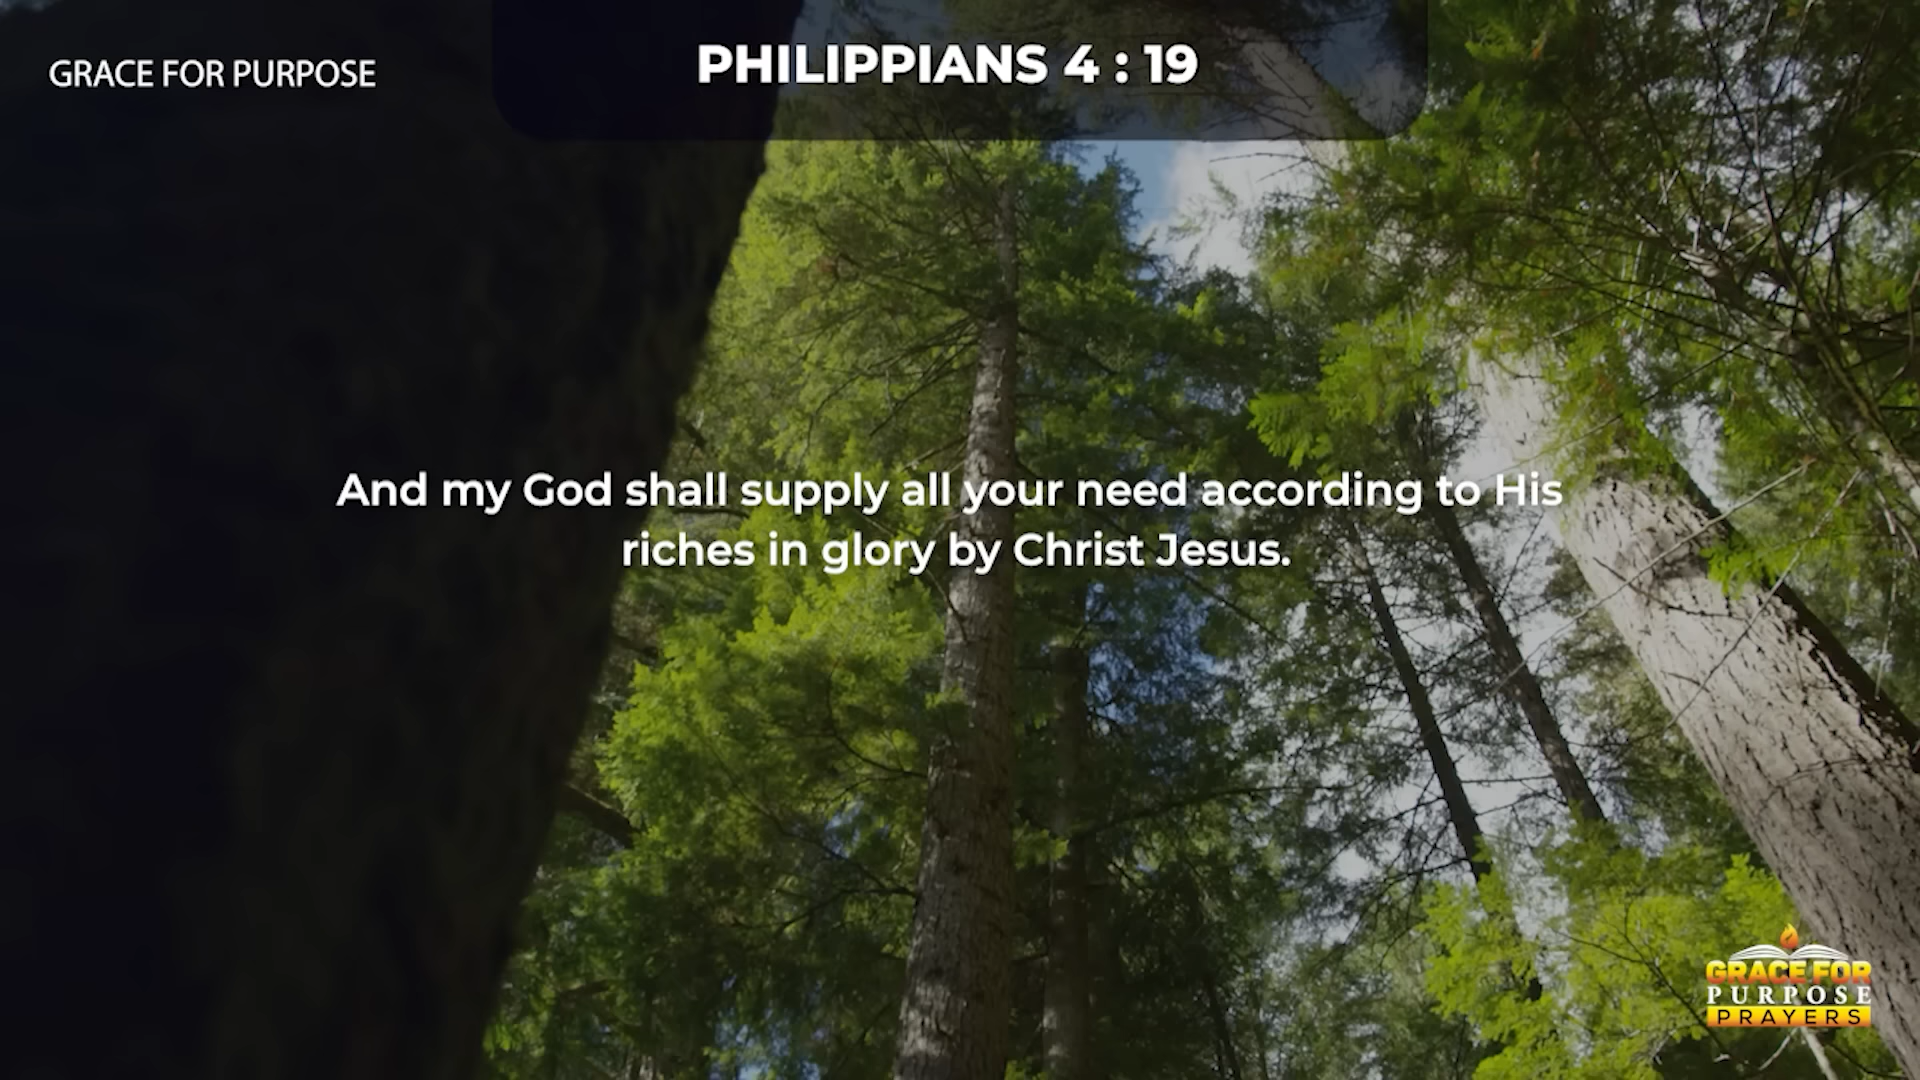 GRACE FOR PURPOSE
PHILIPPIANS 4 : 19
And my God shall supply all your need according to His
riches in glory by Christ Jesus.
GRACE FOR
PURPOSE
PRAYERS